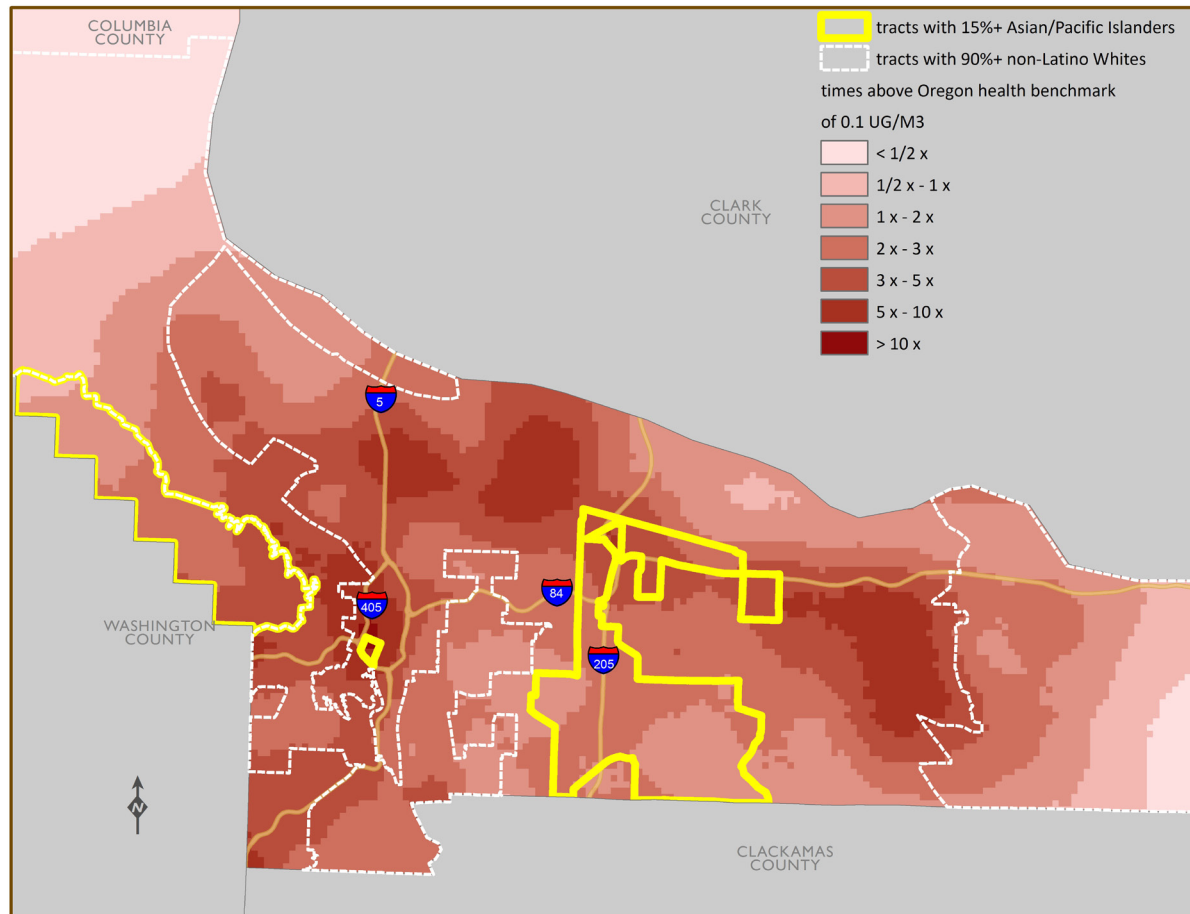 COLUMBIA
COUNTY
tracts with 15%+ Asian/Pacific Islanders
tracts with 90%+ non-Latino Whites
times above Oregon health benchmark
of 0.1 UG/M3
< 1/2 x
1/2 x - 1 x
1 x - 2 x
2 x - 3 x
3 x - 5 x
5 x - 10 x
> 10 x
CLARK
COUNTY
5
84
405
WASHINGTON
COUNTY
205
N
CLACKAMAS
COUNTY